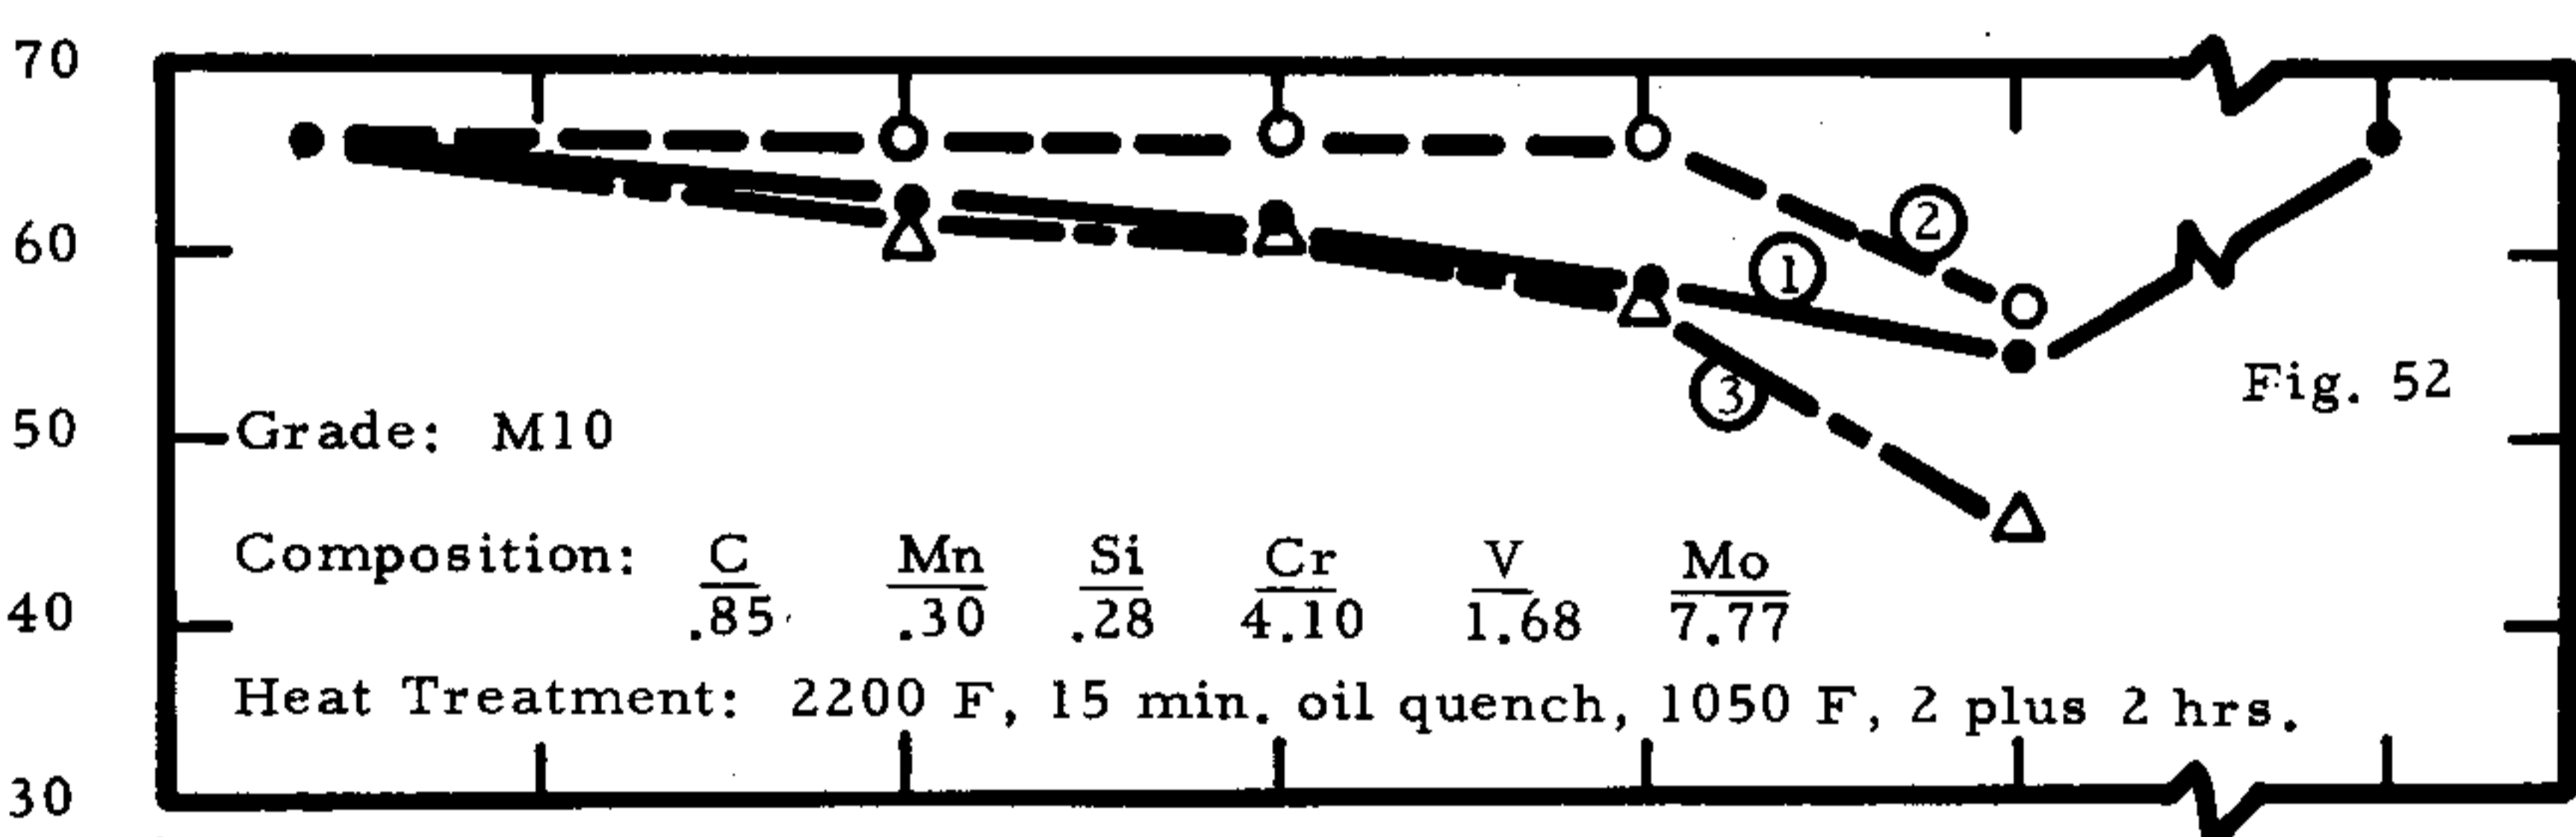 70
60
2
1
Fig. 52
3
50
Grade: M10
Composition: C Mn Si Cr V Mo
.85 .30 .28 4.10 1.68 7.77
40
Heat Treatment: 2200 F, 15 min. oil quench, 1050 F, 2 plus 2 hrs.
30